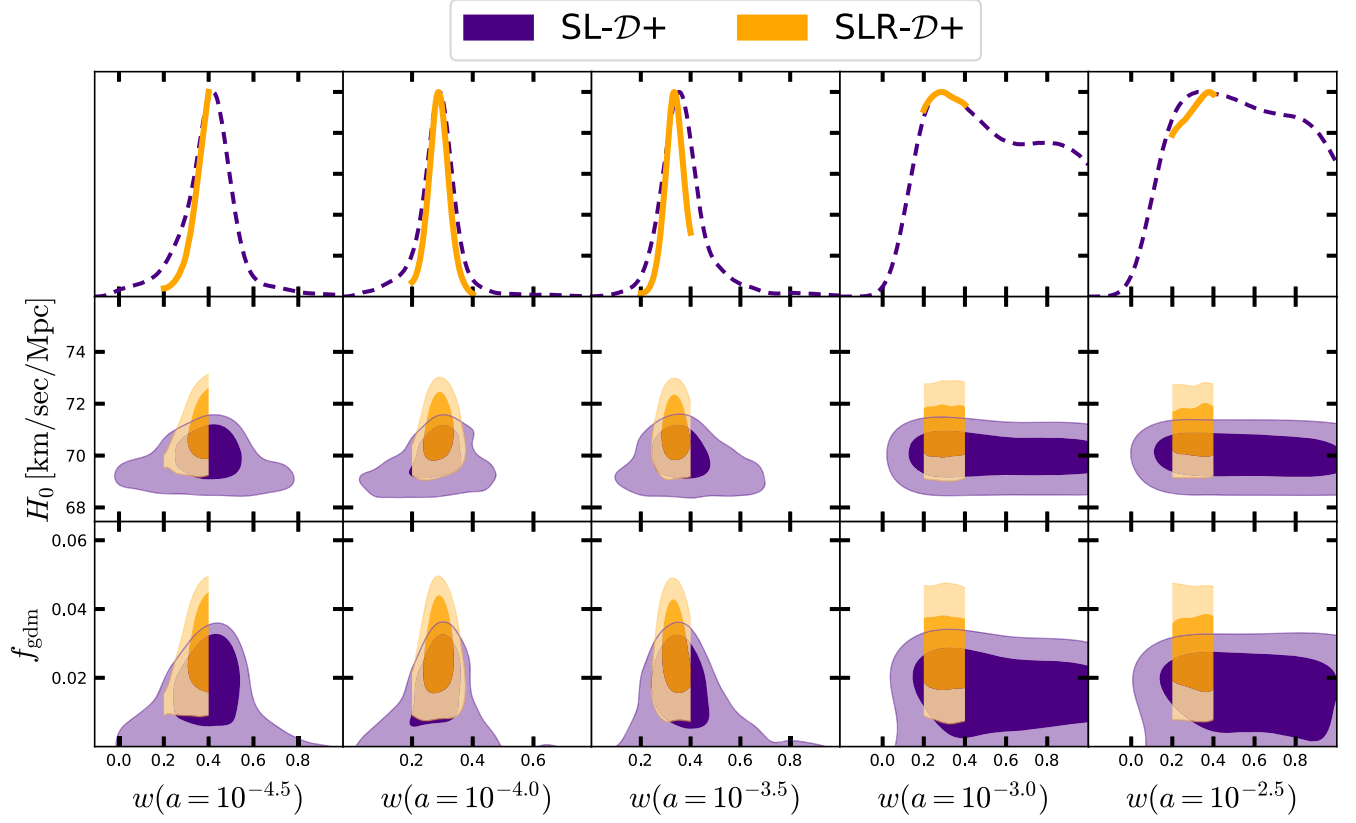 SL-𝒟+ SLR-𝒟+
H₀ [km/sec/Mpc]
74
72
70
68
f_gdm
0.06
0.04
0.02
0.0 0.2 0.4 0.6 0.8 0.2 0.4 0.6 0.2 0.4 0.6 0.8 0.0 0.2 0.4 0.6 0.8 0.0 0.2 0.4 0.6 0.8
w(a = 10^{-4.5}) w(a = 10^{-4.0}) w(a = 10^{-3.5}) w(a = 10^{-3.0}) w(a = 10^{-2.5})